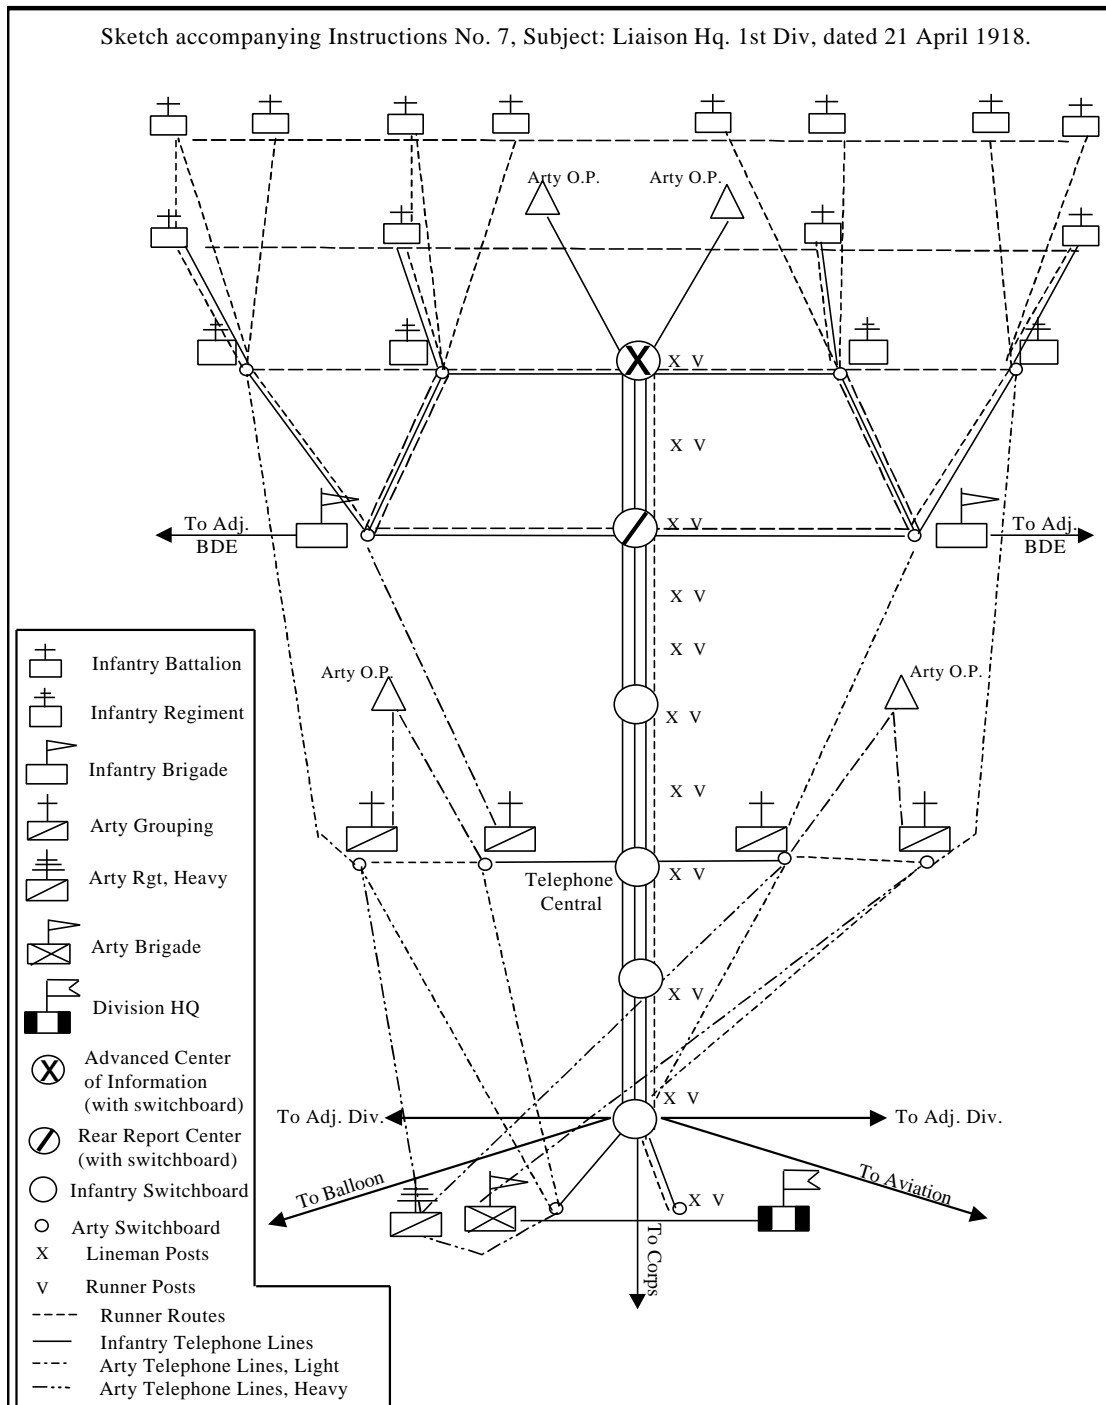 Sketch accompanying Instructions No. 7, Subject: Liaison Hq. 1st Div, dated 21 April 1918.
Arty O.P.
Arty O.P.
X V
X V
To Adj.
BDE
X V
To Adj.
BDE
X V
X V
Arty O.P.
Arty O.P.
X V
X V
Telephone
Central
X V
X V
X V
To Adj. Div.
To Adj. Div.
To Balloon
To Aviation
X V
To Corps
Infantry Battalion
Infantry Regiment
Infantry Brigade
Arty Grouping
Arty Rgt, Heavy
Arty Brigade
Division HQ
Advanced Center
of Information
(with switchboard)
Rear Report Center
(with switchboard)
Infantry Switchboard
Arty Switchboard
X Lineman Posts
V Runner Posts
Runner Routes
Infantry Telephone Lines
Arty Telephone Lines, Light
Arty Telephone Lines, Heavy